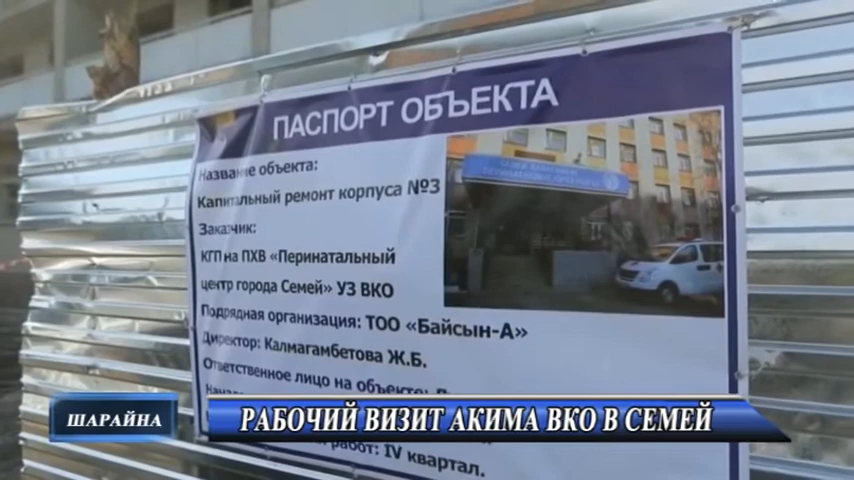 ПАСПОРТ ОБЪЕКТА
Название объекта:
Капитальный ремонт корпуса №3
Заказчик:
КГП на ПХВ «Перинатальный
центр города Семей» УЗ ВКО
Подрядная организация: ТОО «Байсын-А»
Директор: Калмагамбетова Ж.Б.
Ответственное лицо на объекте:
работ: IV квартал.
ШАРАЙНА
РАБОЧИЙ ВИЗИТ АКИМА ВКО В СЕМЕЙ